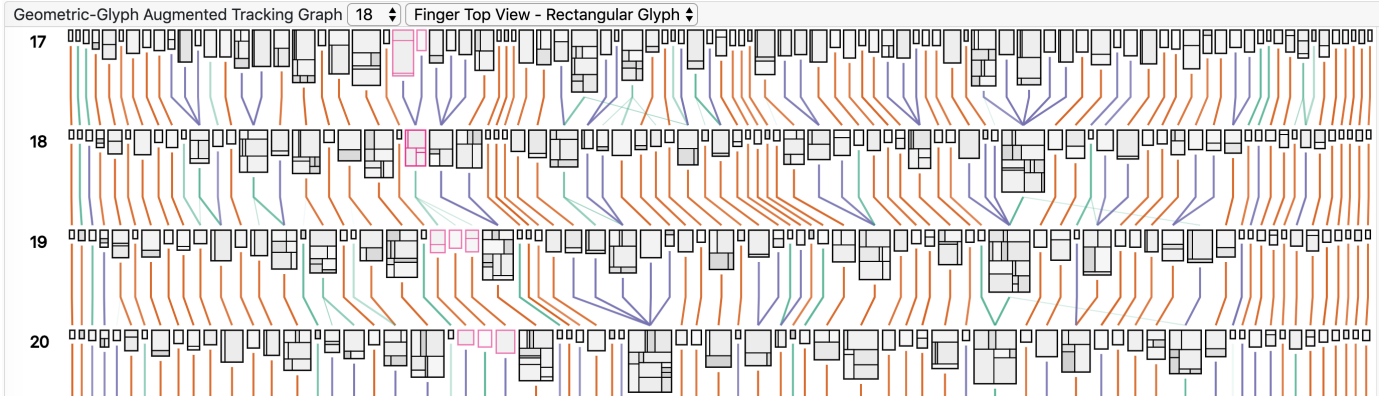 Geometric-Glyph Augmented Tracking Graph 18 Finger Top View - Rectangular Glyph
17
18
19
20